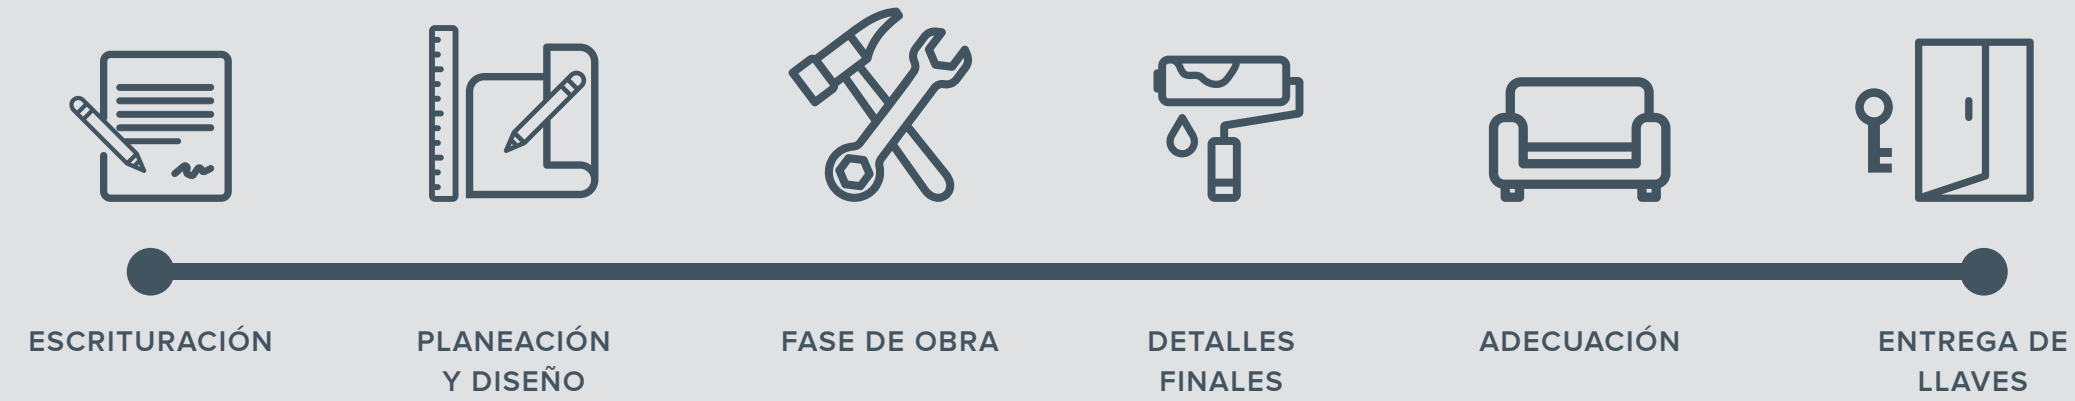 ESCRITURACIÓN
PLANEACIÓN
Y DISEÑO
FASE DE OBRA
DETALLES
FINALES
ADECUACIÓN
ENTREGA DE
LLAVES